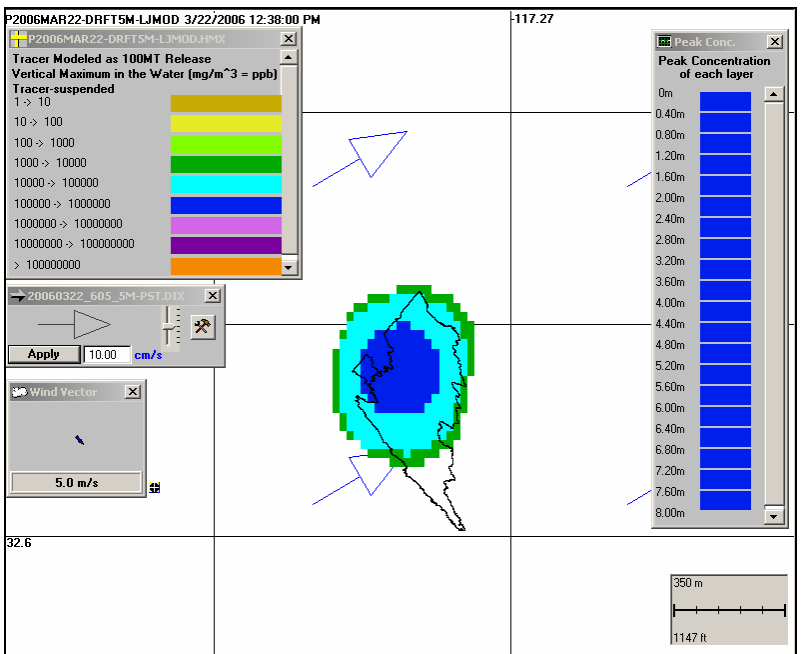 P2006MAR22-DRFT5M-LJMOD 3/22/2006 12:38:00 PM
-117.27
P2006MAR22-DRFT5M-LJMOD.HMX
Tracer Modeled as 100MT Release
Vertical Maximum in the Water (mg/m^3 = ppb)
Tracer-suspended
1 -> 10
10 -> 100
100 -> 1000
1000 -> 10000
10000 -> 100000
100000 -> 1000000
1000000 -> 10000000
10000000 -> 100000000
> 100000000
20060322_605_5M-PST.DIX
Apply
10.00
cm/s
Wind Vector
5.0 m/s
32.6
Peak Conc.
Peak Concentration
of each layer
0m
0.40m
0.80m
1.20m
1.60m
2.00m
2.40m
2.80m
3.20m
3.60m
4.00m
4.40m
4.80m
5.20m
5.60m
6.00m
6.40m
6.80m
7.20m
7.60m
8.00m
350 m
1147 ft